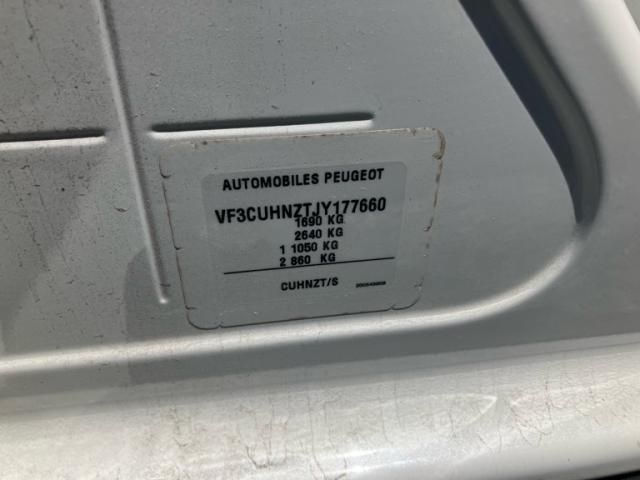 AUTOMOBILES PEUGEOT
VF3CUHNZTJY177660
1690 KG
2640 KG
1 1050 KG
2 860 KG
CUHNZT/S